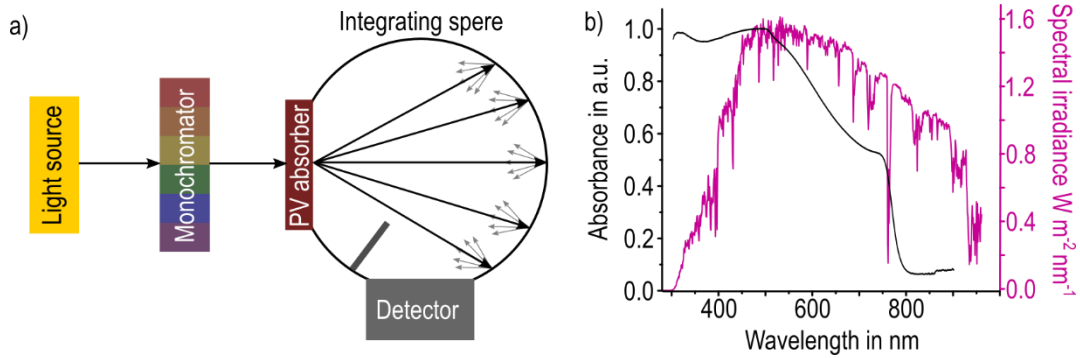 a)
Integrating spere
Light source
Monochromator
PV absorber
Detector
b)
Absorbance in a.u.
1.0
0.8
0.6
0.4
0.2
0.0
400
600
800
Wavelength in nm
1.6
1.2
0.8
0.4
0.0
Spectral irradiance W m⁻² nm⁻¹